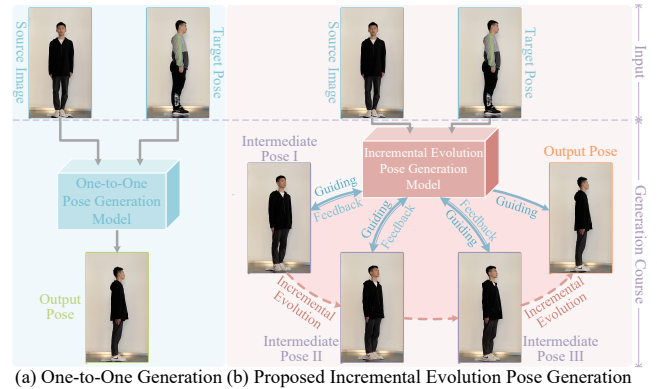 Source Image
Target Pose
Source Image
Target Pose
Input
One-to-One
Pose Generation
Model
Output
Pose
Intermediate
Pose I
Incremental Evolution
Pose Generation
Model
Output Pose
Guiding
Feedback
Guiding
Feedback
Feedback
Guiding
Guiding
Incremental
Evolution
Incremental
Evolution
Intermediate
Pose II
Intermediate
Pose III
Generation Course
(a) One-to-One Generation
(b) Proposed Incremental Evolution Pose Generation